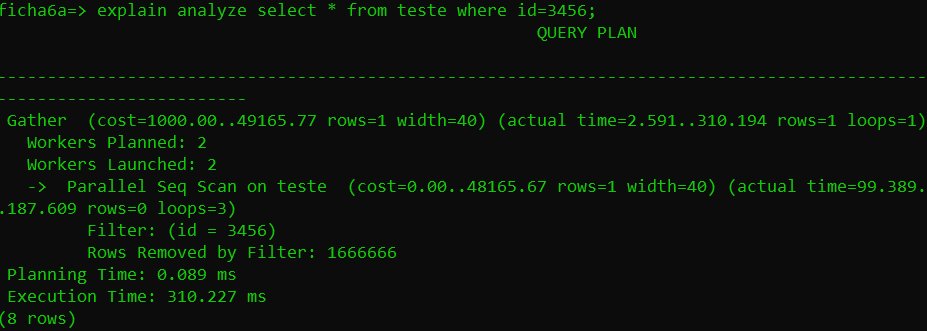 ficha6a=> explain analyze select * from teste where id=3456;
QUERY PLAN
---------------------------------------------------------------------------------------------
-------------------------
Gather  (cost=1000.00..49165.77 rows=1 width=40) (actual time=2.591..310.194 rows=1 loops=1)
Workers Planned: 2
Workers Launched: 2
->  Parallel Seq Scan on teste  (cost=0.00..48165.67 rows=1 width=40) (actual time=99.389.
.187.609 rows=0 loops=3)
Filter: (id = 3456)
Rows Removed by Filter: 1666666
Planning Time: 0.089 ms
Execution Time: 310.227 ms
(8 rows)